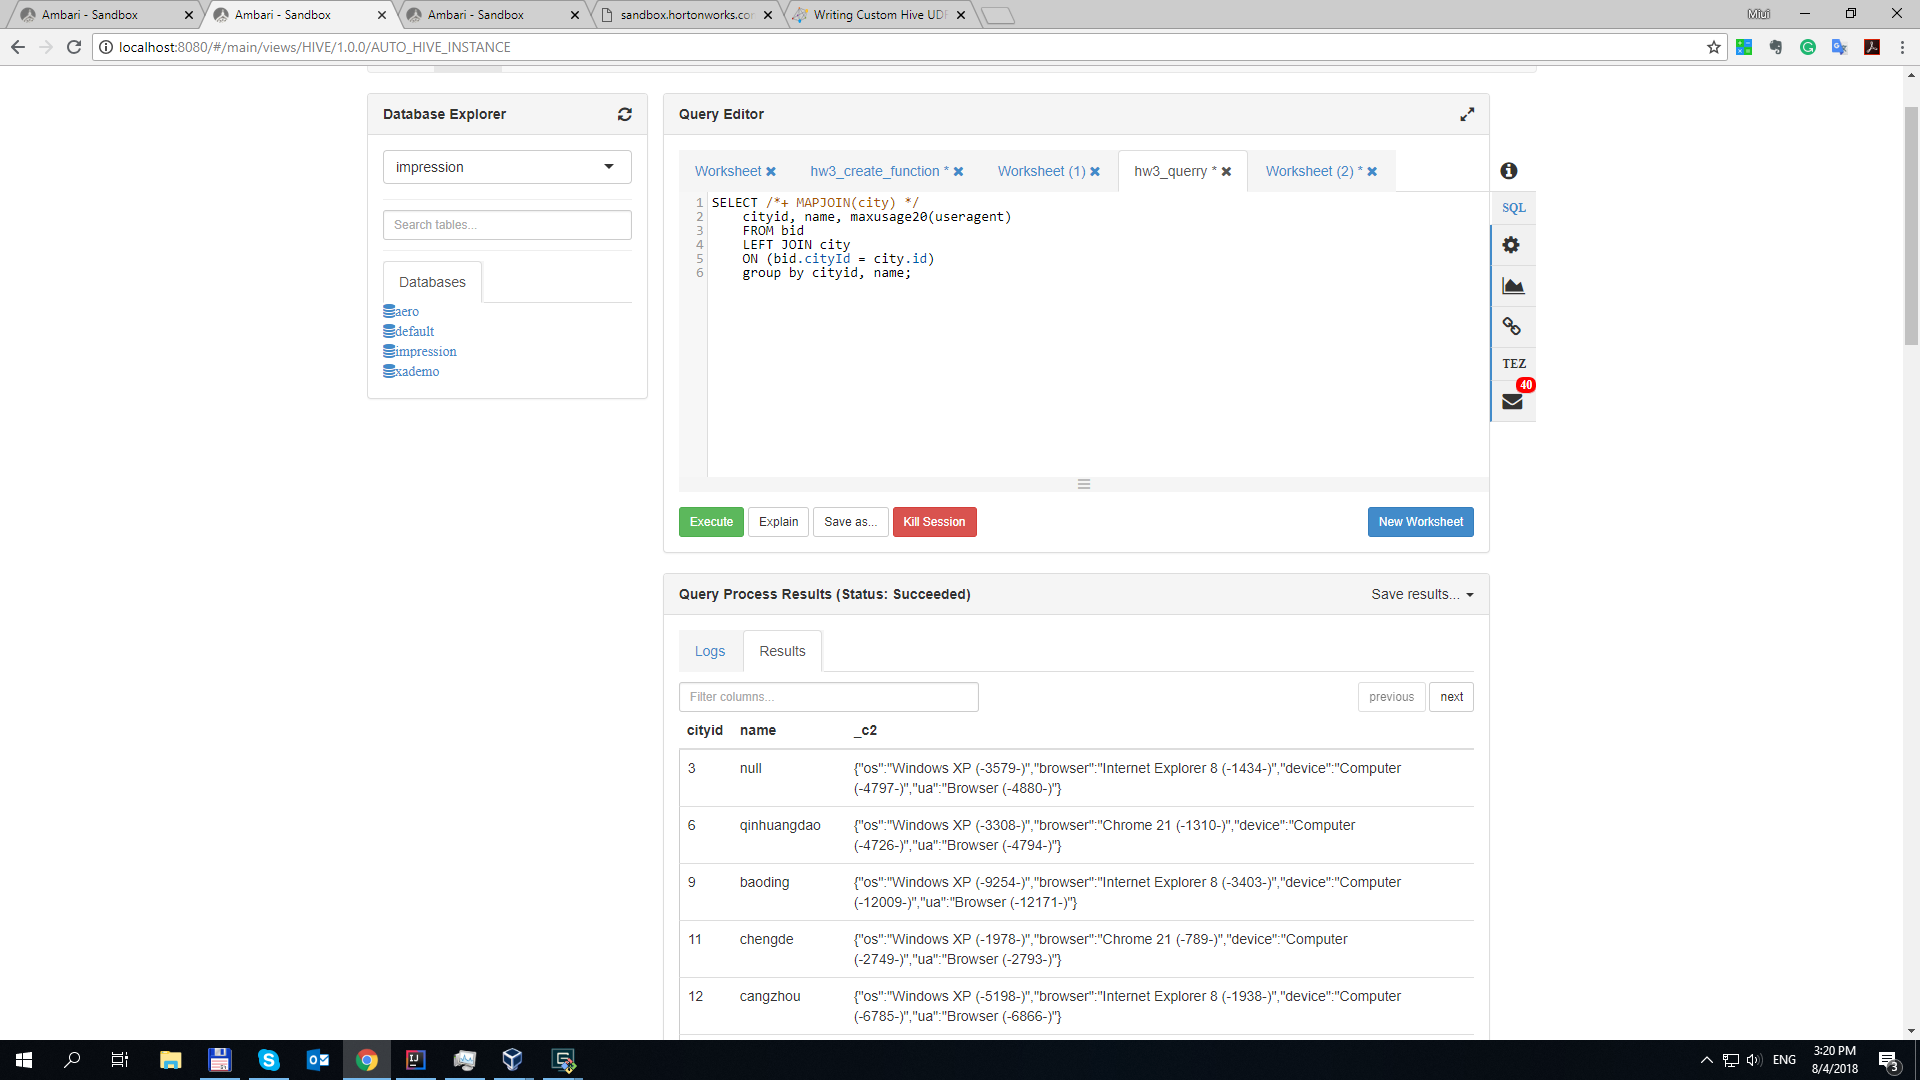 Ambari - Sandbox
Ambari - Sandbox
Ambari - Sandbox
sandbox.hortonworks.co
Writing Custom Hive UDF
Miui
localhost:8080/#/main/views/HIVE/1.0.0/AUTO_HIVE_INSTANCE
Database Explorer
impression
Search tables...
Databases
aero
default
impression
xademo
Query Editor
Worksheet
hw3_create_function *
Worksheet (1)
hw3_querry *
Worksheet (2) *
1 SELECT /*+ MAPJOIN(city) */
2 cityid, name, maxusage20(useragent)
3 FROM bid
4 LEFT JOIN city
5 ON (bid.cityId = city.id)
6 group by cityid, name;
SQL
TEZ
40
Execute
Explain
Save as...
Kill Session
New Worksheet
Query Process Results (Status: Succeeded)
Save results...
Logs
Results
Filter columns...
previous
next
cityid name _c2
3 null {"os":"Windows XP (-3579-)","browser":"Internet Explorer 8 (-1434-)","device":"Computer
(-4797-)","ua":"Browser (-4880-)"}
6 qinhuangdao {"os":"Windows XP (-3308-)","browser":"Chrome 21 (-1310-)","device":"Computer
(-4726-)","ua":"Browser (-4794-)"}
9 baoding {"os":"Windows XP (-9254-)","browser":"Internet Explorer 8 (-3403-)","device":"Computer
(-12009-)","ua":"Browser (-12171-)"}
11 chengde {"os":"Windows XP (-1978-)","browser":"Chrome 21 (-789-)","device":"Computer
(-2749-)","ua":"Browser (-2793-)"}
12 cangzhou {"os":"Windows XP (-5198-)","browser":"Internet Explorer 8 (-1938-)","device":"Computer
(-6785-)","ua":"Browser (-6866-)"}
ENG
3:20 PM
8/4/2018
3